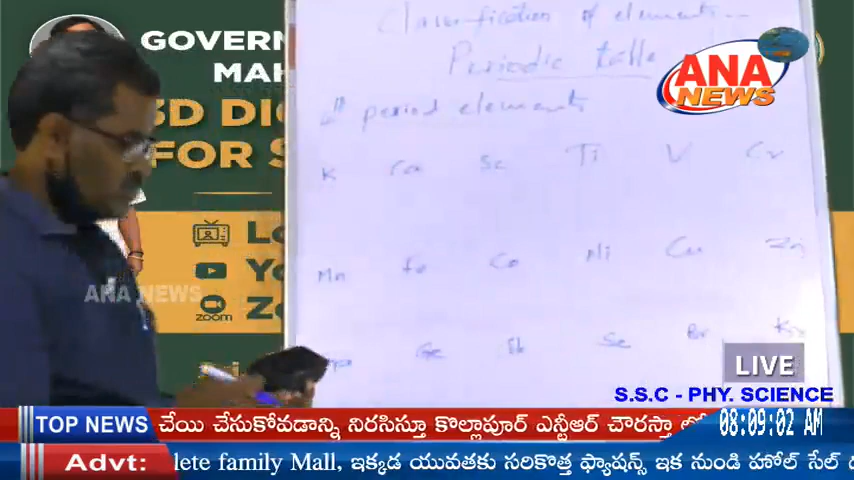 GOVERN
MAH
3D DI
FOR S
zoom
Classification of elements
Periodic table
ANA
NEWS
4th period elements
K Ca Sc Ti V Cr
Mn Fe Co Ni Cu Zn
ANA NEWS
Ge Se Br Kr
LIVE
S.S.C - PHY. SCIENCE
TOP NEWS చేయి చేసుకోవడాన్ని నిరసిస్తూ కొల్లాపూర్ ఎన్టీఆర్ చౌరస్తా లో
08:09:02 AM
Advt: lete family Mall, ఇక్కడ యువతకు సరికొత్త ఫ్యాషన్స్ ఇక నుండి హోల్ సేల్